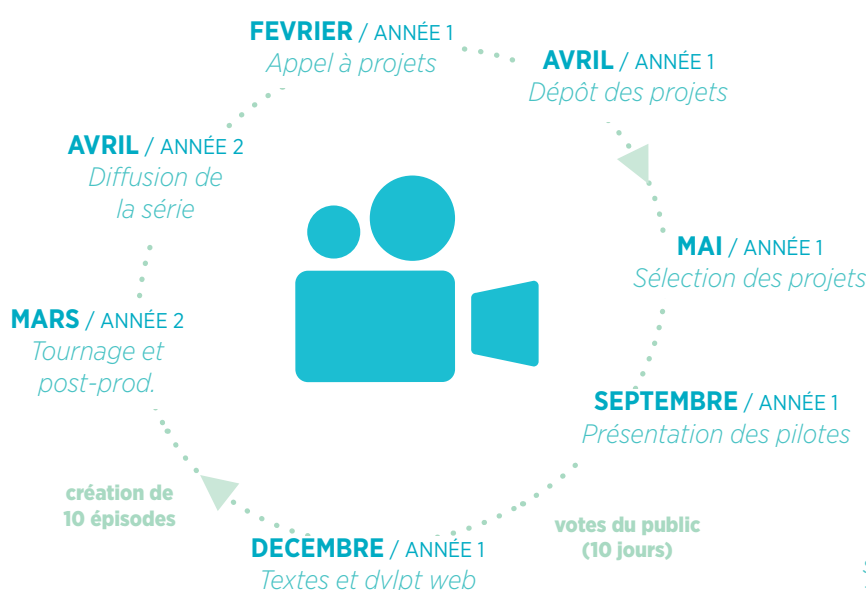 FEVRIER / ANNÉE 1
Appel à projets
AVRIL / ANNÉE 1
Dépôt des projets
MAI / ANNÉE 1
Sélection des projets
SEPTEMBRE / ANNÉE 1
Présentation des pilotes
votes du public
(10 jours)
DECEMBRE / ANNÉE 1
Textes et dvlpt web
création de
10 épisodes
MARS / ANNÉE 2
Tournage et
post-prod.
AVRIL / ANNÉE 2
Diffusion de
la série